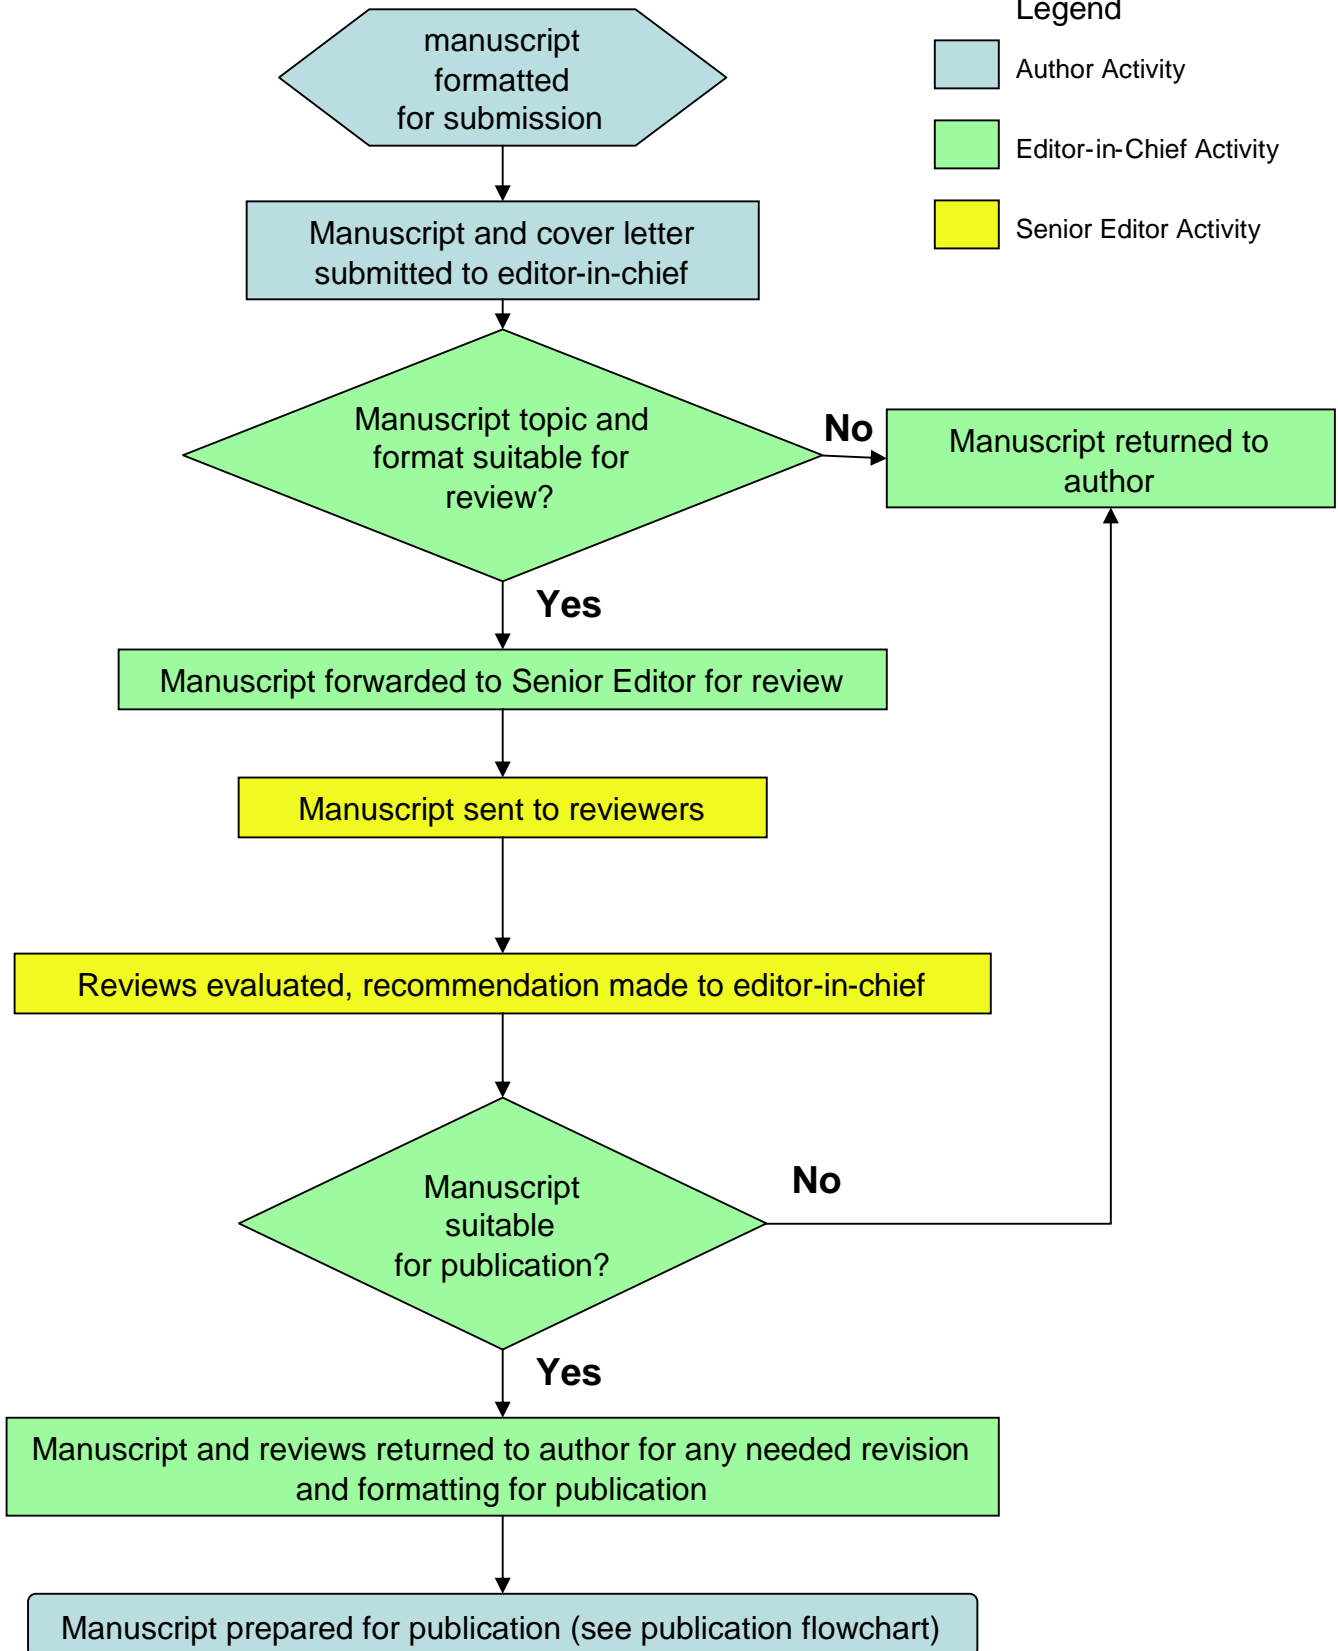 Legend
manuscript
formatted
for submission
Author Activity
Editor-in-Chief Activity
Senior Editor Activity
Manuscript and cover letter
submitted to editor-in-chief
Manuscript topic and
format suitable for
review?
No
Manuscript returned to
author
Yes
Manuscript forwarded to Senior Editor for review
Manuscript sent to reviewers
Reviews evaluated, recommendation made to editor-in-chief
Manuscript
suitable
for publication?
No
Yes
Manuscript and reviews returned to author for any needed revision
and formatting for publication
Manuscript prepared for publication (see publication flowchart)